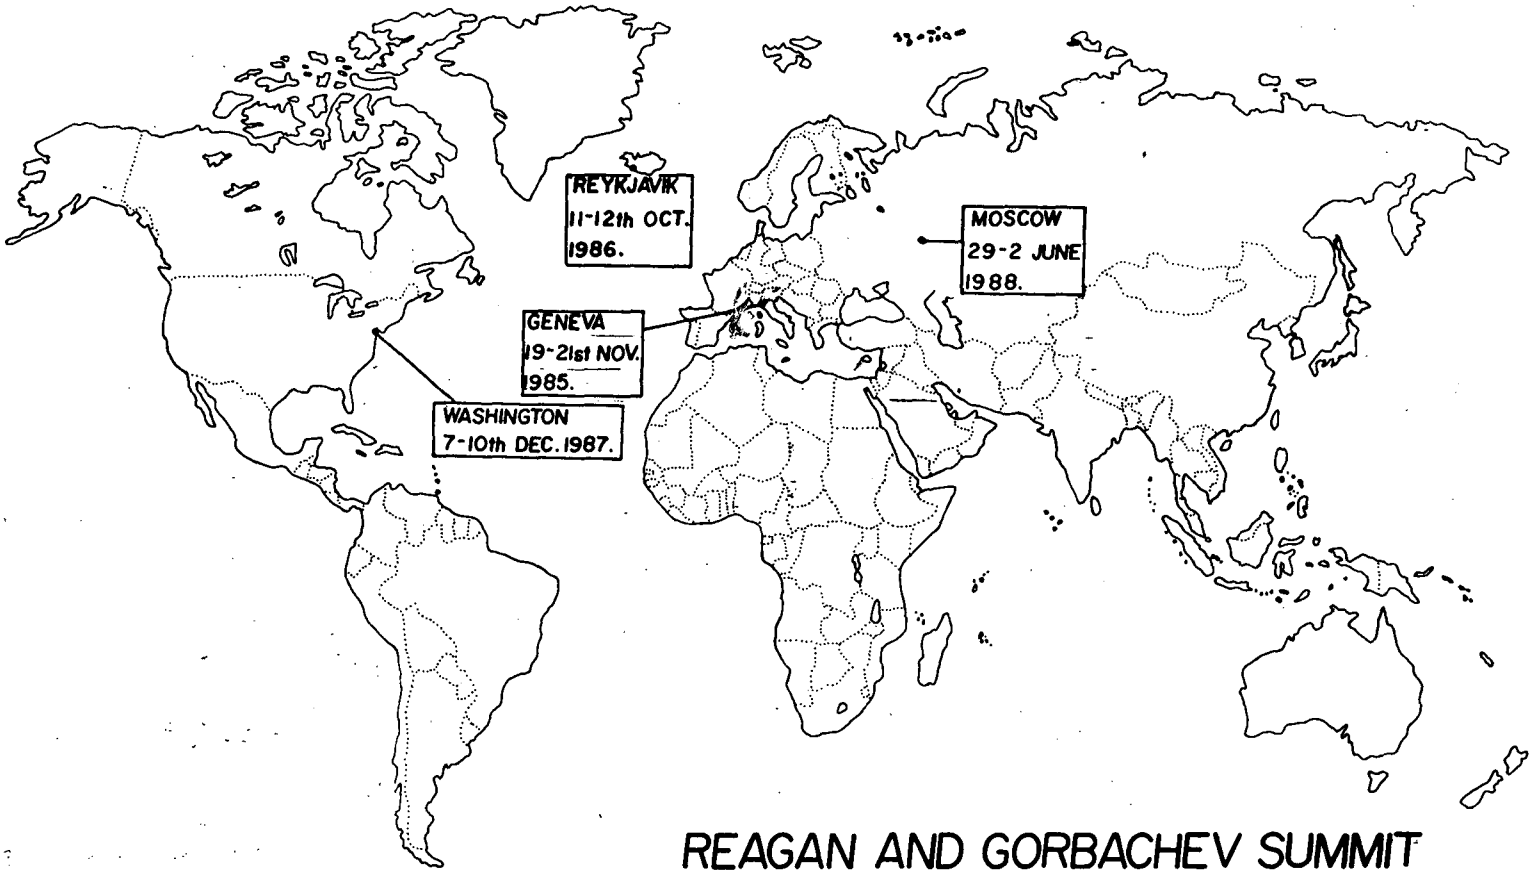 REYKJAVIK
11-12th OCT.
1986.
MOSCOW
29-2 JUNE
1988.
GENEVA
19-21st NOV.
1985.
WASHINGTON
7-10th DEC. 1987.
REAGAN AND GORBACHEV SUMMIT